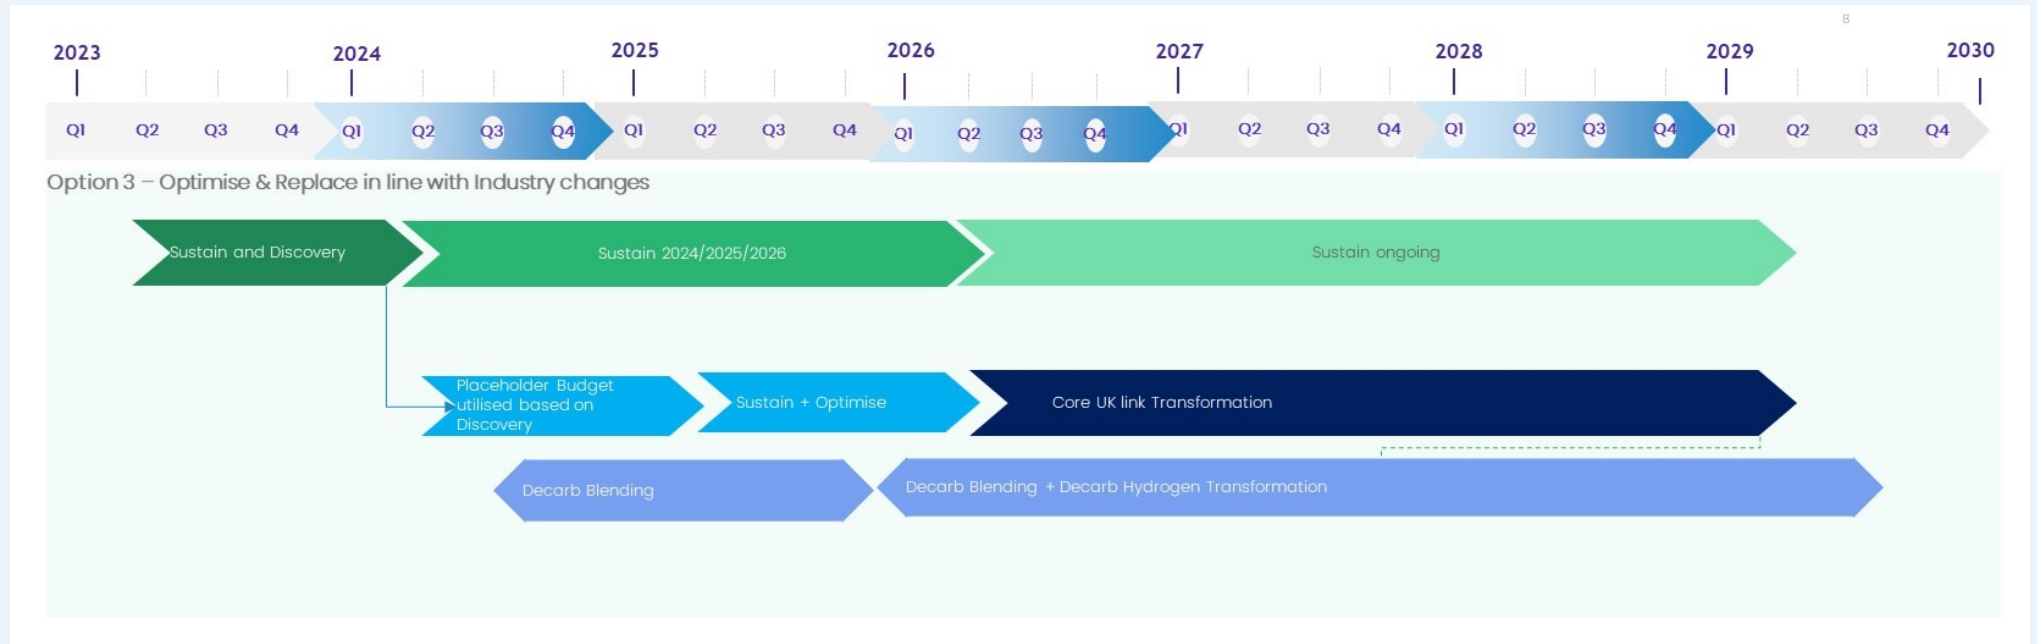 8
2023 2024 2025 2026 2027 2028 2029 2030
Q1 Q2 Q3 Q4 Q1 Q2 Q3 Q4 Q1 Q2 Q3 Q4 Q1 Q2 Q3 Q4 Q1 Q2 Q3 Q4 Q1 Q2 Q3 Q4 Q1 Q2 Q3 Q4
Option 3 – Optimise & Replace in line with Industry changes
Sustain and Discovery
Sustain 2024/2025/2026
Sustain ongoing
Placeholder Budget
utilised based on
Discovery
Sustain + Optimise
Core UK link Transformation
Decarb Blending
Decarb Blending + Decarb Hydrogen Transformation